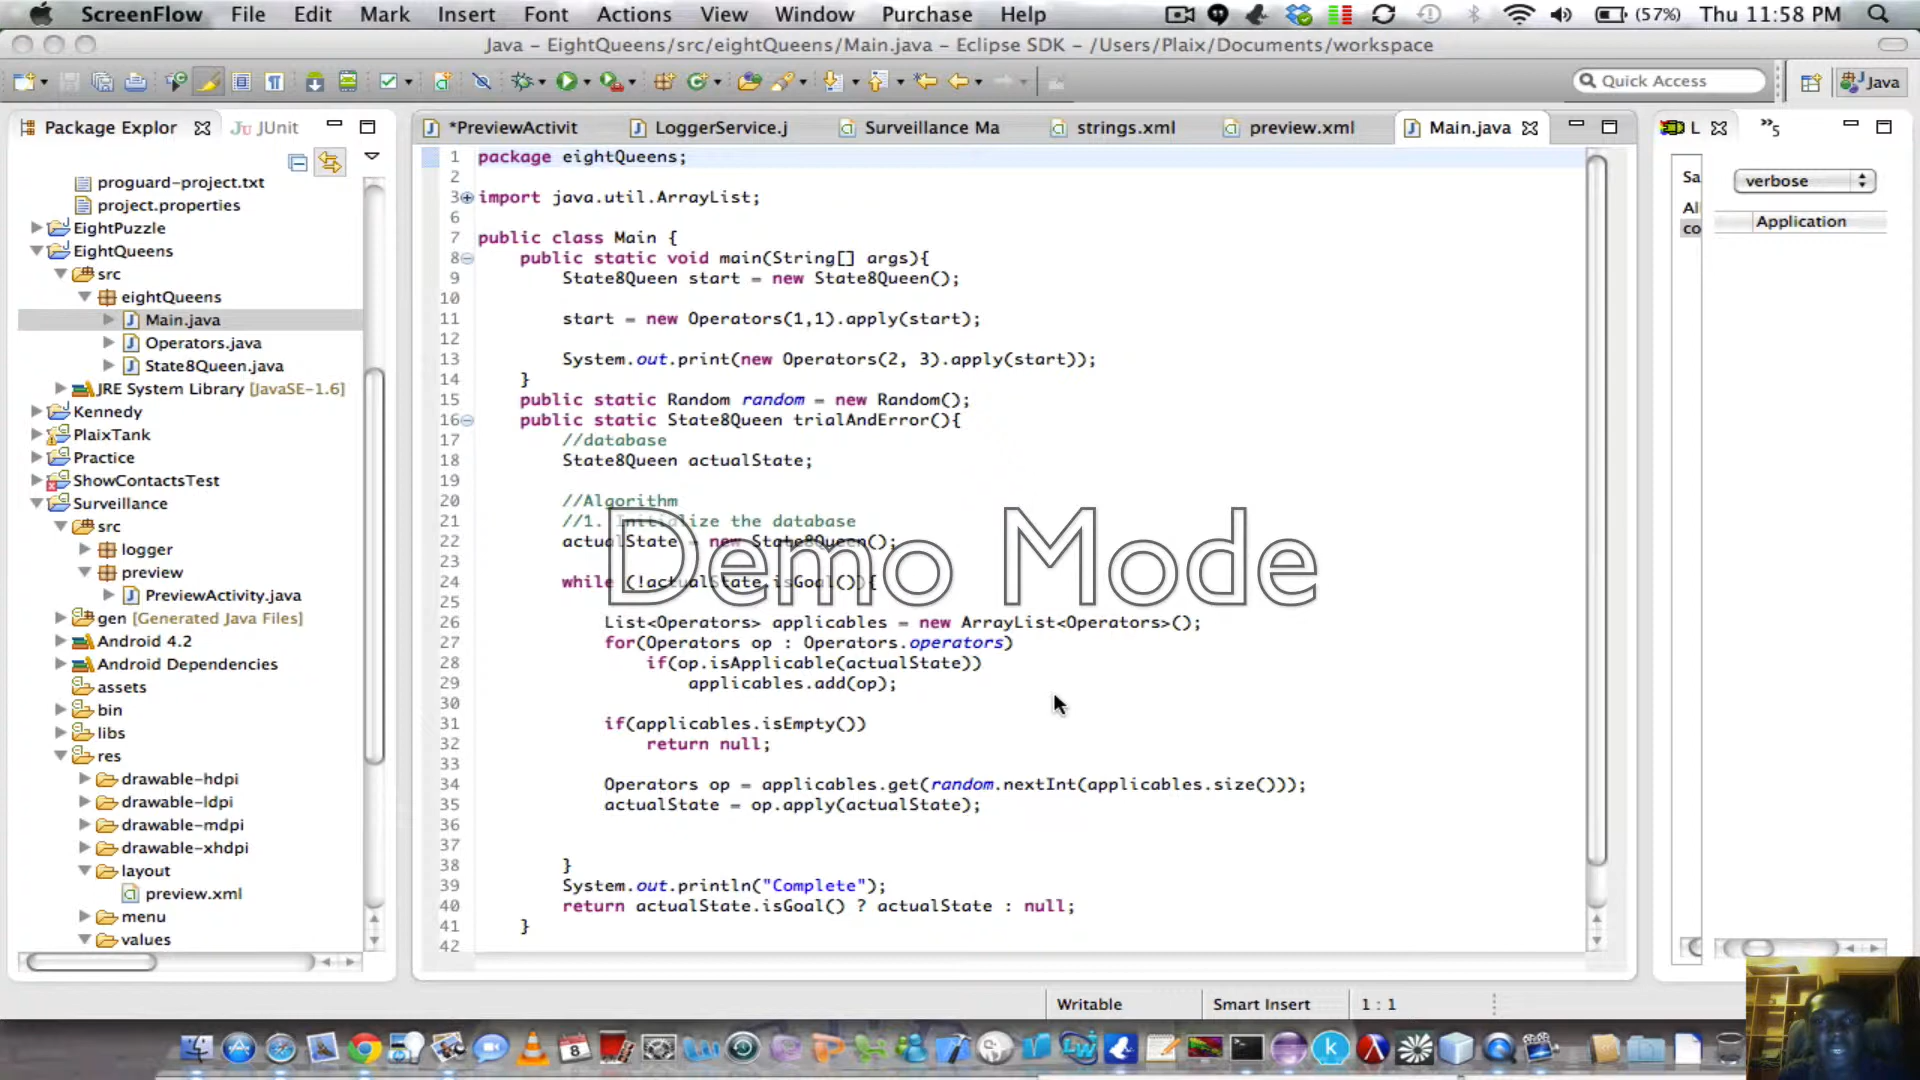 ScreenFlow File Edit Mark Insert Font Actions View Window Purchase Help (57%) Thu 11:58 PM
Java - EightQueens/src/eightQueens/Main.java - Eclipse SDK - /Users/Plaix/Documents/workspace
Quick Access Java
Package Explor JUnit
*PreviewActivit LoggerService.j Surveillance Ma strings.xml preview.xml Main.java L »5
proguard-project.txt
project.properties
EightPuzzle
EightQueens
src
eightQueens
Main.java
Operators.java
State8Queen.java
JRE System Library [JavaSE-1.6]
Kennedy
PlaixTank
Practice
ShowContactsTest
Surveillance
src
logger
preview
PreviewActivity.java
gen [Generated Java Files]
Android 4.2
Android Dependencies
assets
bin
libs
res
drawable-hdpi
drawable-ldpi
drawable-mdpi
drawable-xhdpi
layout
preview.xml
menu
values
1 package eightQueens;
2
3 import java.util.ArrayList;
6
7 public class Main {
8 public static void main(String[] args){
9 State8Queen start = new State8Queen();
10
11 start = new Operators(1,1).apply(start);
12
13 System.out.print(new Operators(2, 3).apply(start));
14 }
15 public static Random random = new Random();
16 public static State8Queen trialAndError(){
17 //database
18 State8Queen actualState;
19
20 //Algorithm
21 //1. Initialize the database
22 actualState = new State8Queen();
23
24 while (!actualState.isGoal()){
25
26 List<Operators> applicables = new ArrayList<Operators>();
27 for(Operators op : Operators.operators)
28 if(op.isApplicable(actualState))
29 applicables.add(op);
30
31 if(applicables.isEmpty())
32 return null;
33
34 Operators op = applicables.get(random.nextInt(applicables.size()));
35 actualState = op.apply(actualState);
36
37
38 }
39 System.out.println("Complete");
40 return actualState.isGoal() ? actualState : null;
41 }
42
Demo Mode
Sa
verbose
Al
co
Application
Writable Smart Insert 1 : 1